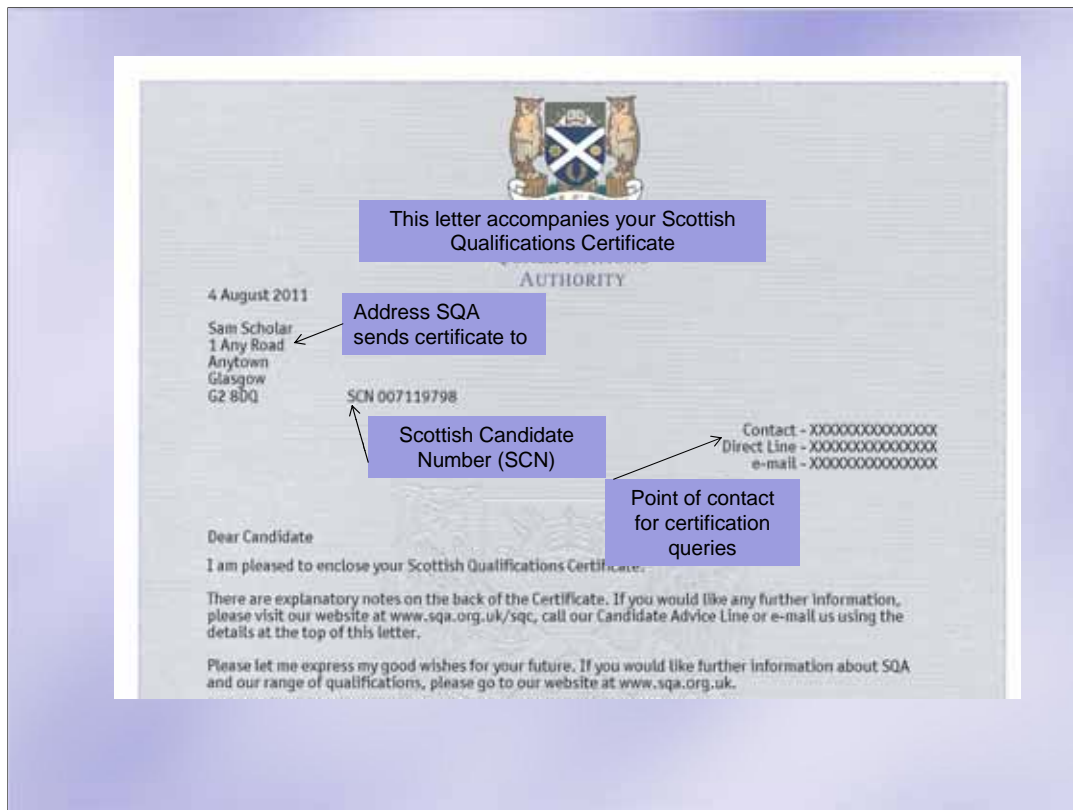 This letter accompanies your Scottish
Qualifications Certificate
AUTHORITY
4 August 2011
Address SQA
sends certificate to
Sam Scholar
1 Any Road
Anytown
Glasgow
G2 8DQ
SCN 007119798
Scottish Candidate
Number (SCN)
Contact - XXXXXXXXXXXXXXX
Direct Line - XXXXXXXXXXXXXXX
e-mail - XXXXXXXXXXXXXXX
Point of contact
for certification
queries
Dear Candidate
I am pleased to enclose your Scottish Qualifications Certificate.
There are explanatory notes on the back of the Certificate. If you would like any further information,
please visit our website at www.sqa.org.uk/sqc, call our Candidate Advice Line or e-mail us using the
details at the top of this letter.
Please let me express my good wishes for your future. If you would like further information about SQA
and our range of qualifications, please go to our website at www.sqa.org.uk.